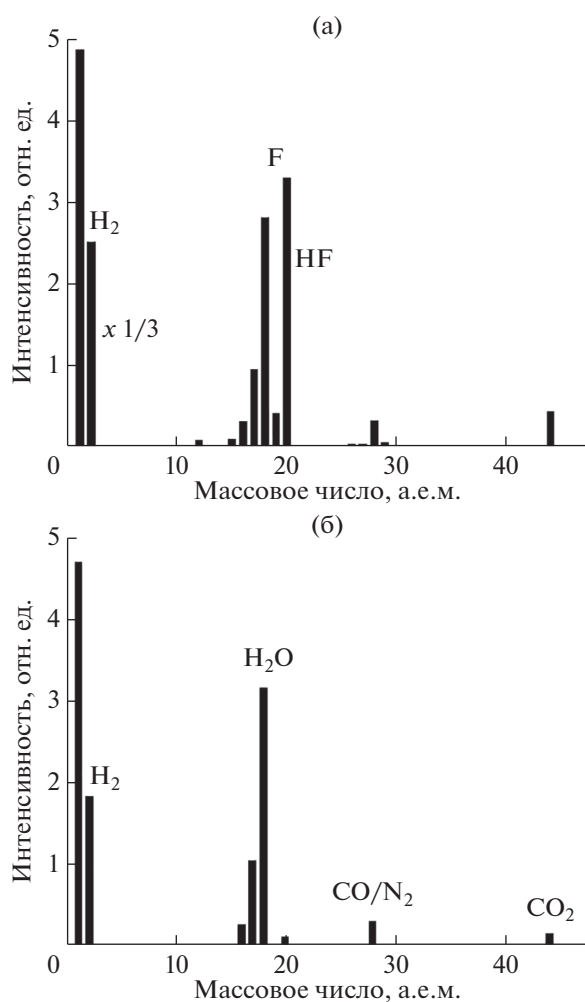 (а)
Интенсивность, отн. ед.
5
4
3
2
1
0
H₂
x 1/3
F
HF
10
20
30
40
Массовое число, а.е.м.
(б)
Интенсивность, отн. ед.
5
4
3
2
1
0
H₂
H₂O
CO/N₂
CO₂
10
20
30
40
Массовое число, а.е.м.